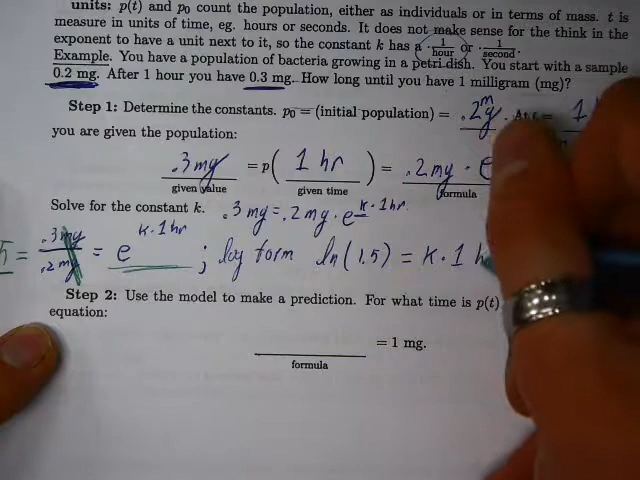 units: p(t) and p₀ count the population, either as individuals or in terms of mass. t is
measure in units of time, eg. hours or seconds. It does not make sense for the think in the
exponent to have a unit next to it, so the constant k has a 1/hour or 1/second.
Example. You have a population of bacteria growing in a petri dish. You start with a sample
0.2 mg. After 1 hour you have 0.3 mg. How long until you have 1 milligram (mg)?
Step 1: Determine the constants. p₀ = (initial population) = .2mg. At t = 1
you are given the population:
.3mg = p( 1 hr ) = .2mg · e
given value given time formula
Solve for the constant k. .3mg = .2mg · e^k·1hr
= .3mg/.2mg = e^k·1hr ; log form ln(1.5) = k·1 h
Step 2: Use the model to make a prediction. For what time is p(t)
equation:
= 1 mg.
formula